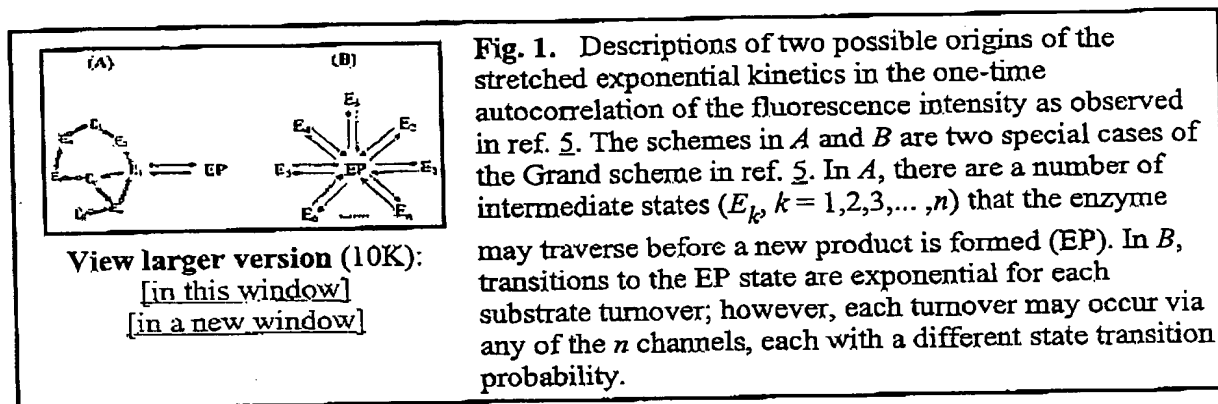 (A) (B)
EP
EP
E₃
Eₙ
View larger version (10K):
[in this window]
[in a new window]
Fig. 1. Descriptions of two possible origins of the
stretched exponential kinetics in the one-time
autocorrelation of the fluorescence intensity as observed
in ref. 5. The schemes in A and B are two special cases of
the Grand scheme in ref. 5. In A, there are a number of
intermediate states (Eₖ, k = 1,2,3,... ,n) that the enzyme
may traverse before a new product is formed (EP). In B,
transitions to the EP state are exponential for each
substrate turnover; however, each turnover may occur via
any of the n channels, each with a different state transition
probability.